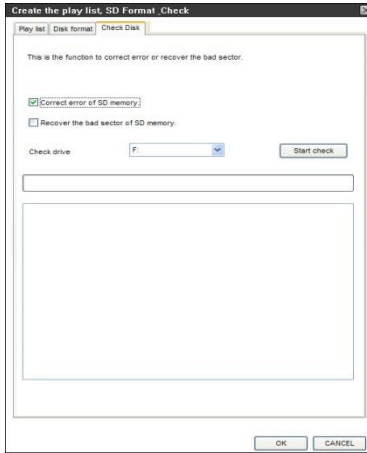 Create the play list, SD Format _Check
Play list Disk format Check Disk
This is the function to correct error or recover the bad sector.
Correct error of SD memory.
Recover the bad sector of SD memory.
Check drive F: Start check
OK CANCEL